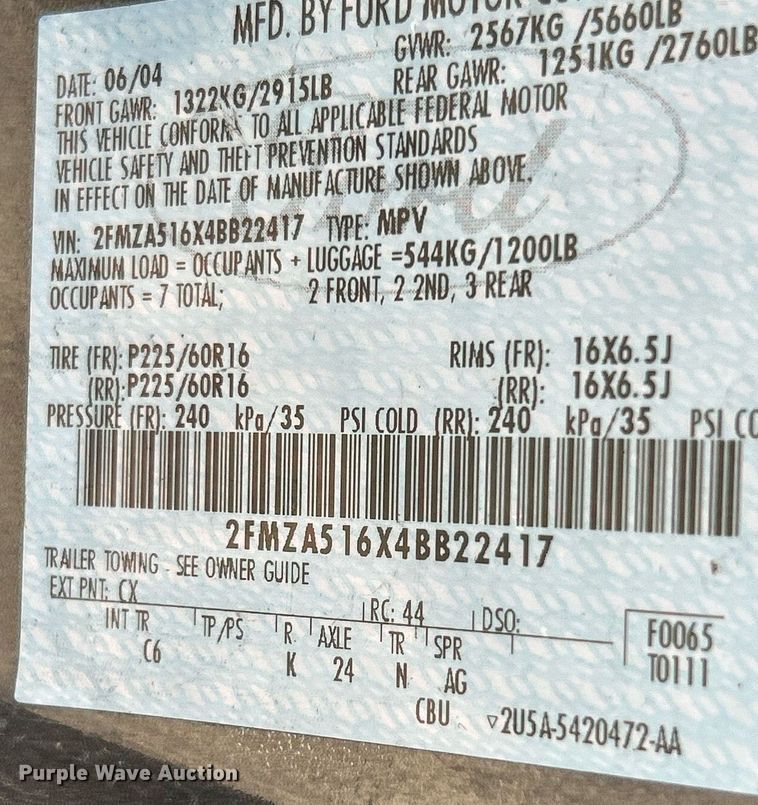 MFD. BY FORD MOTOR
DATE: 06/04 GVWR: 2567KG /5660LB
FRONT GAWR: 1322KG/2915LB REAR GAWR: 1251KG /2760LB
THIS VEHICLE CONFORMS TO ALL APPLICABLE FEDERAL MOTOR
VEHICLE SAFETY AND THEFT PREVENTION STANDARDS
IN EFFECT ON THE DATE OF MANUFACTURE SHOWN ABOVE.
VIN: 2FMZA516X4BB22417 TYPE: MPV
MAXIMUM LOAD = OCCUPANTS + LUGGAGE =544KG/1200LB
OCCUPANTS = 7 TOTAL; 2 FRONT, 2 2ND, 3 REAR
TIRE (FR): P225/60R16 RIMS (FR): 16X6.5J
(RR): P225/60R16 (RR): 16X6.5J
PRESSURE (FR): 240 kPa/35 PSI COLD (RR): 240 kPa/35 PSI CO
2FMZA516X4BB22417
TRAILER TOWING - SEE OWNER GUIDE
EXT PNT: CX RC: 44 DSO:
INT TR TP/PS R AXLE TR SPR F0065
C6 K 24 N AG T0111
CBU ▽2U5A-5420472-AA
Purple Wave Auction